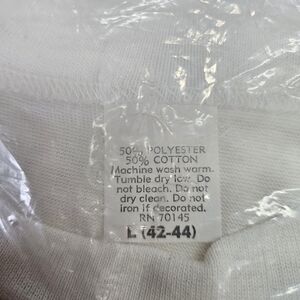 50% POLYESTER
50% COTTON
Machine wash warm.
Tumble dry low. Do
not bleach. Do not
dry clean. Do not
iron if decorated.
RN 70145
L (42-44)